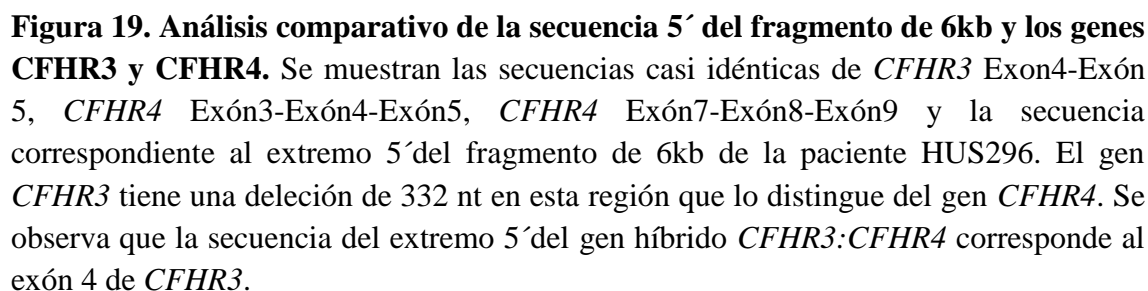 Figura 19. Análisis comparativo de la secuencia 5´ del fragmento de 6kb y los genes
CFHR3 y CFHR4. Se muestran las secuencias casi idénticas de CFHR3 Exon4-Exón
5, CFHR4 Exón3-Exón4-Exón5, CFHR4 Exón7-Exón8-Exón9 y la secuencia
correspondiente al extremo 5´del fragmento de 6kb de la paciente HUS296. El gen
CFHR3 tiene una deleción de 332 nt en esta región que lo distingue del gen CFHR4. Se
observa que la secuencia del extremo 5´del gen híbrido CFHR3:CFHR4 corresponde al
exón 4 de CFHR3.